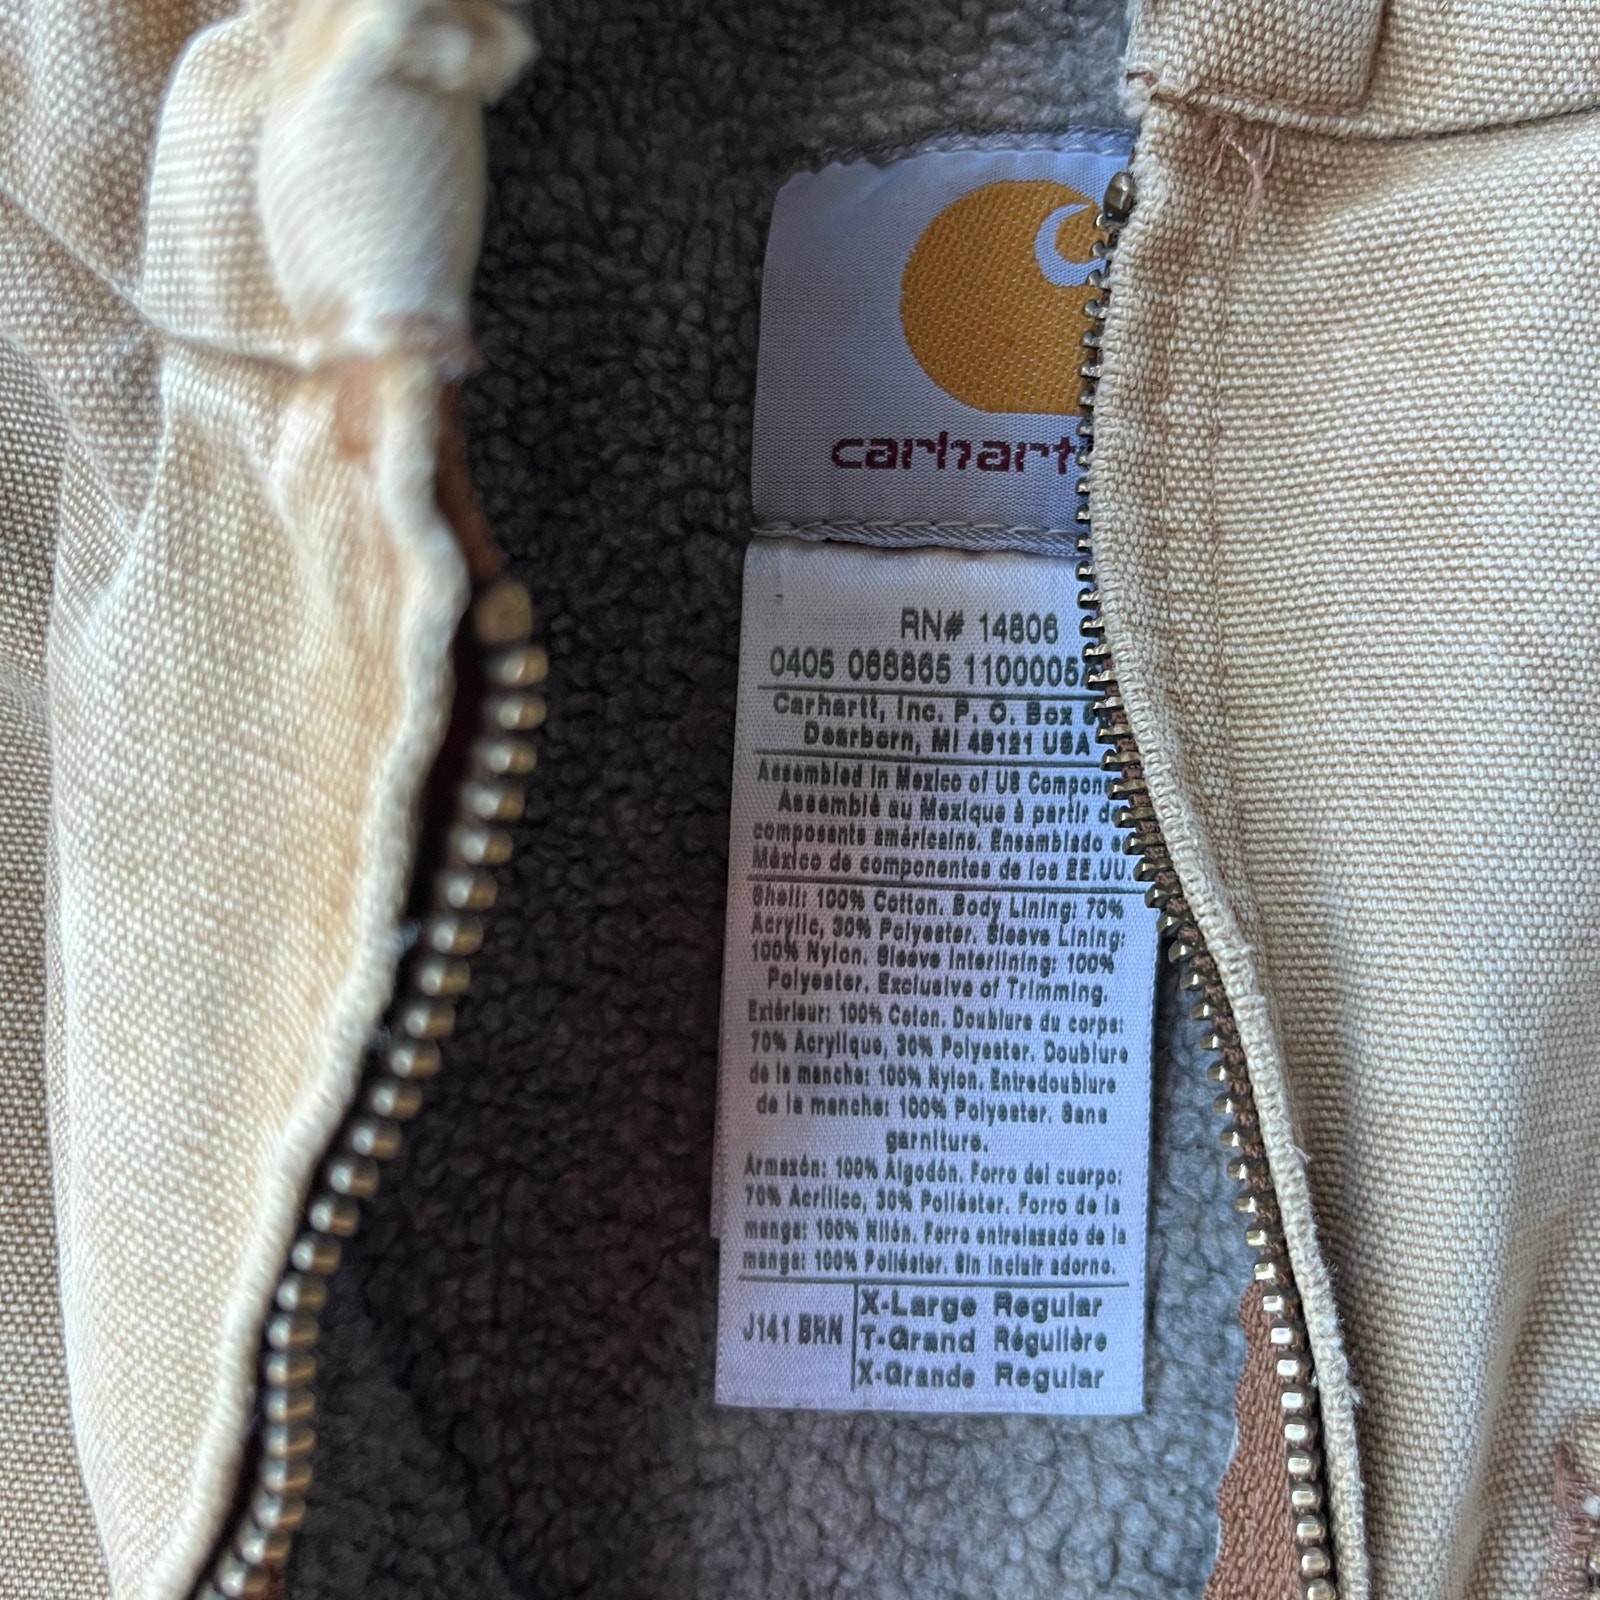 carhart
RN# 14806
0405 068865 1100005
Carhartt, Inc. P. O. Box
Dearborn, MI 48121 USA
Assembled in Mexico of US Compon
Assemblé au Mexique à partir de
composants américains. Ensamblado e
México de componentes de los EE.UU.
Shell: 100% Cotton. Body Lining: 70%
Acrylic, 30% Polyester. Sleeve Lining:
100% Nylon. Sleeve Interlining: 100%
Polyester. Exclusive of Trimming.
Extérieur: 100% Coton. Doublure du corps:
70% Acrylique, 30% Polyester. Doublure
de la manche: 100% Nylon. Entredoublure
de la manche: 100% Polyester. Sans
garniture.
Armazón: 100% Algodón. Forro del cuerpo:
70% Acrílico, 30% Poliéster. Forro de la
manga: 100% Nilón. Forro entrelazado de la
manga: 100% Poliéster. Sin incluir adorno.
J141 BRN
X-Large Regular
T-Grand Régulière
X-Grande Regular